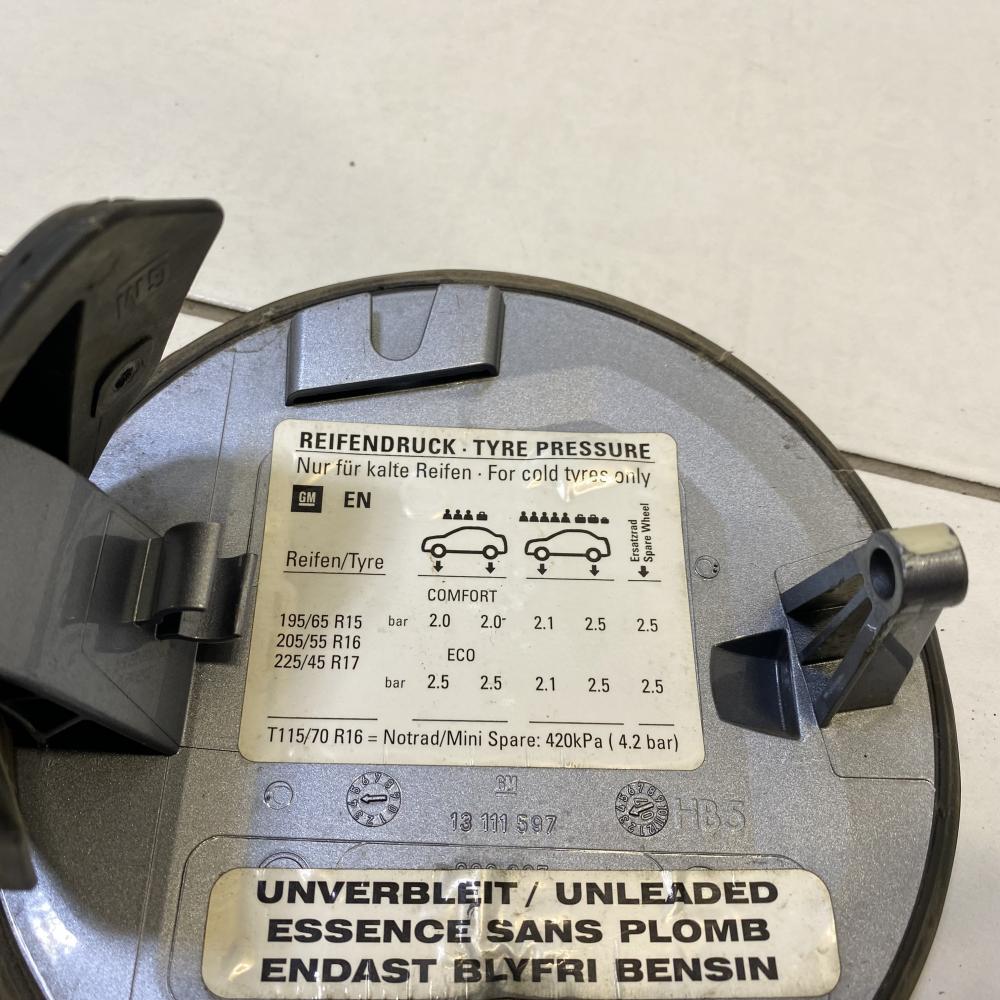 GM
REIFENDRUCK · TYRE PRESSURE
Nur für kalte Reifen · For cold tyres only
GM EN
Ersatzrad
Spare Wheel
Reifen/Tyre
COMFORT
195/65 R15 bar 2.0 2.0 2.1 2.5 2.5
205/55 R16
225/45 R17 ECO
bar 2.5 2.5 2.1 2.5 2.5
T115/70 R16 = Notrad/Mini Spare: 420kPa ( 4.2 bar)
GM
13 111 597
HB5
UNVERBLEIT / UNLEADED
ESSENCE SANS PLOMB
ENDAST BLYFRI BENSIN